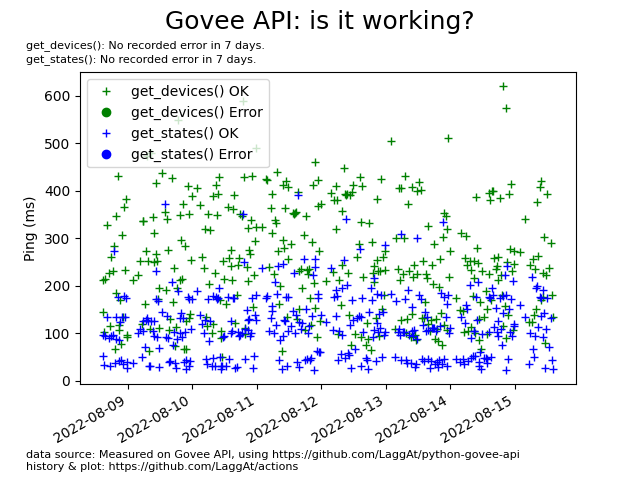 Govee API: is it working?
get_devices(): No recorded error in 7 days.
get_states(): No recorded error in 7 days.
get_devices() OK
get_devices() Error
get_states() OK
get_states() Error
Ping (ms)
600
500
400
300
200
100
0
2022-08-09
2022-08-10
2022-08-11
2022-08-12
2022-08-13
2022-08-14
2022-08-15
data source: Measured on Govee API, using https://github.com/LaggAt/python-govee-api
history & plot: https://github.com/LaggAt/actions